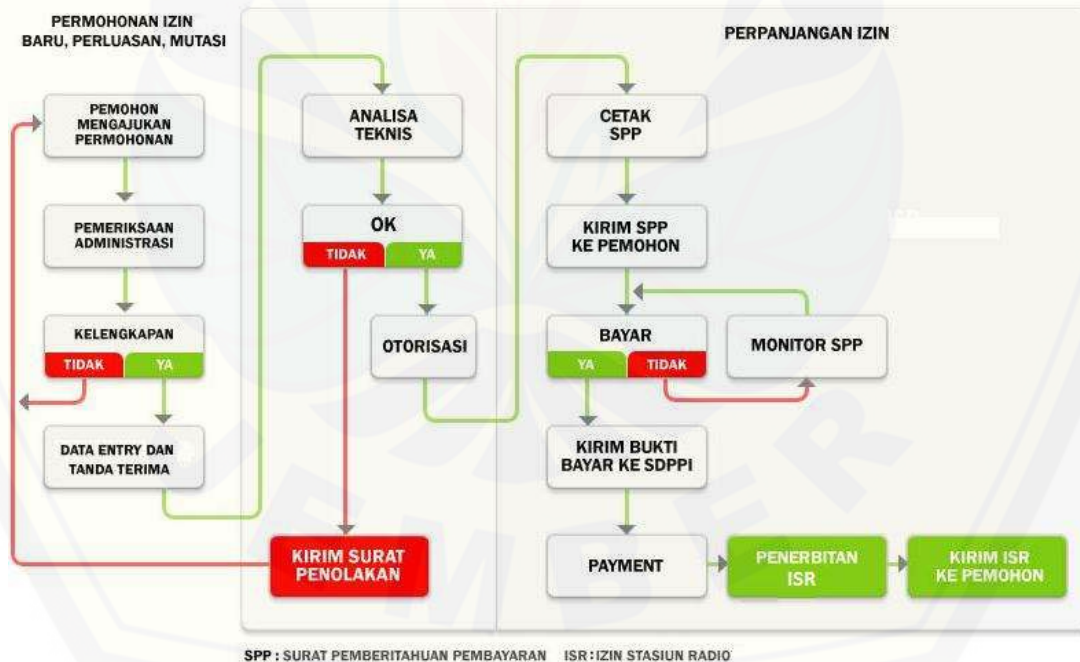 PERMOHONAN IZIN
BARU, PERLUASAN, MUTASI
PEMOHON
MENGAJUKAN
PERMOHONAN
PEMERIKSAAN
ADMINISTRASI
KELENGKAPAN
TIDAK YA
DATA ENTRY DAN
TANDA TERIMA
ANALISA
TEKNIS
OK
TIDAK YA
OTORISASI
KIRIM SURAT
PENOLAKAN
PERPANJANGAN IZIN
CETAK
SPP
KIRIM SPP
KE PEMOHON
BAYAR
YA TIDAK
MONITOR SPP
KIRIM BUKTI
BAYAR KE SDPPI
PAYMENT
PENERBITAN
ISR
KIRIM ISR
KE PEMOHON
SPP : SURAT PEMBERITAHUAN PEMBAYARAN ISR : IZIN STASIUN RADIO
JEMBER